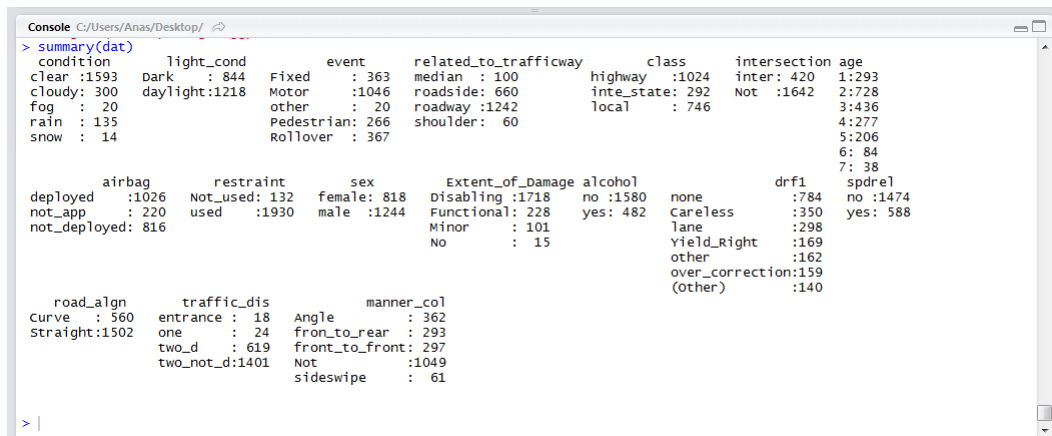 Console C:/Users/Anas/Desktop/
> summary(dat)
condition light_cond event related_to_trafficway class intersection age
clear :1593 Dark : 844 Fixed : 363 median : 100 highway :1024 inter: 420 1:293
cloudy: 300 daylight:1218 Motor :1046 roadside: 660 inte_state: 292 Not :1642 2:728
fog : 20 other : 20 roadway :1242 local : 746 3:436
rain : 135 Pedestrian: 266 shoulder: 60 4:277
snow : 14 Rollover : 367 5:206
6: 84
7: 38
airbag restraint sex Extent_of_Damage alcohol drf1 spdrel
deployed :1026 Not_used: 132 female: 818 Disabling :1718 no :1580 none :784 no :1474
not_app : 220 used :1930 male :1244 Functional: 228 yes: 482 Careless :350 yes: 588
not_deployed: 816 Minor : 101 lane :298
No : 15 Yield_Right :169
other :162
over_correction:159
(Other) :140
road_algn traffic_dis manner_col
Curve : 560 entrance : 18 Angle : 362
Straight:1502 one : 24 fron_to_rear : 293
two_d : 619 front_to_front: 297
two_not_d:1401 Not :1049
sideswipe : 61
>